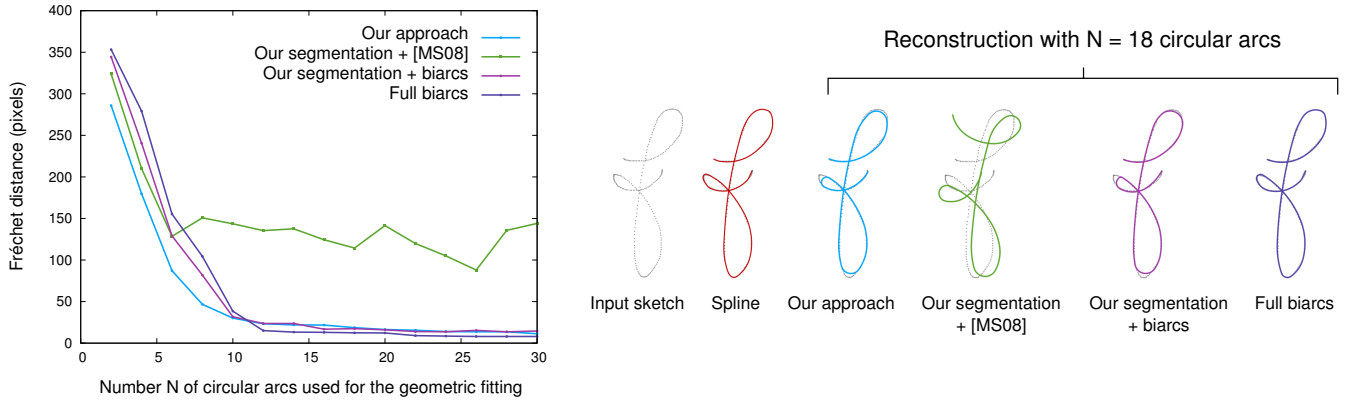 400
350
300
250
200
150
100
50
0
0 5 10 15 20 25 30
Fréchet distance (pixels)
Number N of circular arcs used for the geometric fitting
Our approach
Our segmentation + [MS08]
Our segmentation + biarcs
Full biarcs
Reconstruction with N = 18 circular arcs
Input sketch
Spline
Our approach
Our segmentation
+ [MS08]
Our segmentation
+ biarcs
Full biarcs